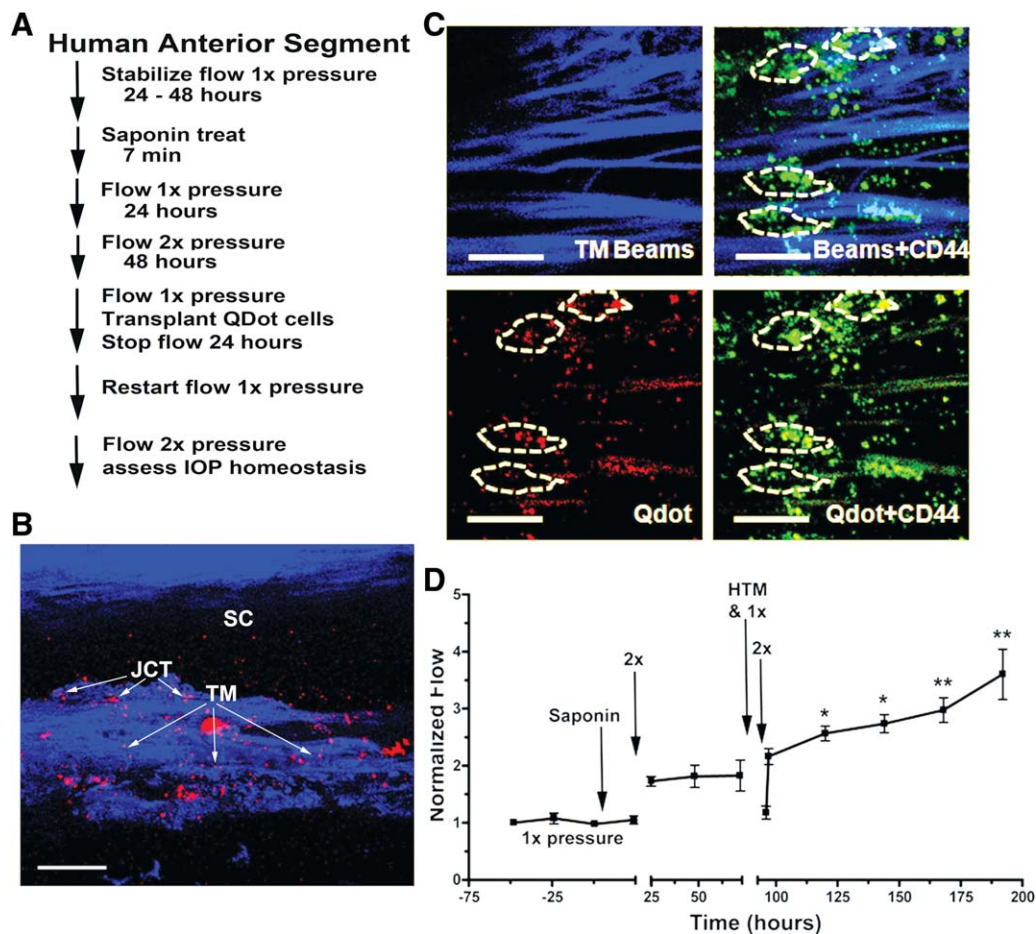 A
Human Anterior Segment
Stabilize flow 1x pressure
24 - 48 hours
Saponin treat
7 min
Flow 1x pressure
24 hours
Flow 2x pressure
48 hours
Flow 1x pressure
Transplant QDot cells
Stop flow 24 hours
Restart flow 1x pressure
Flow 2x pressure
assess IOP homeostasis
B
SC
JCT
TM
C
TM Beams
Beams+CD44
Qdot
Qdot+CD44
D
Normalized Flow
5
4
3
2
1
0
2x
Saponin
1x pressure
HTM
& 1x
2x
*
*
**
**
-75
-25
25
50
100
125
150
175
200
Time (hours)